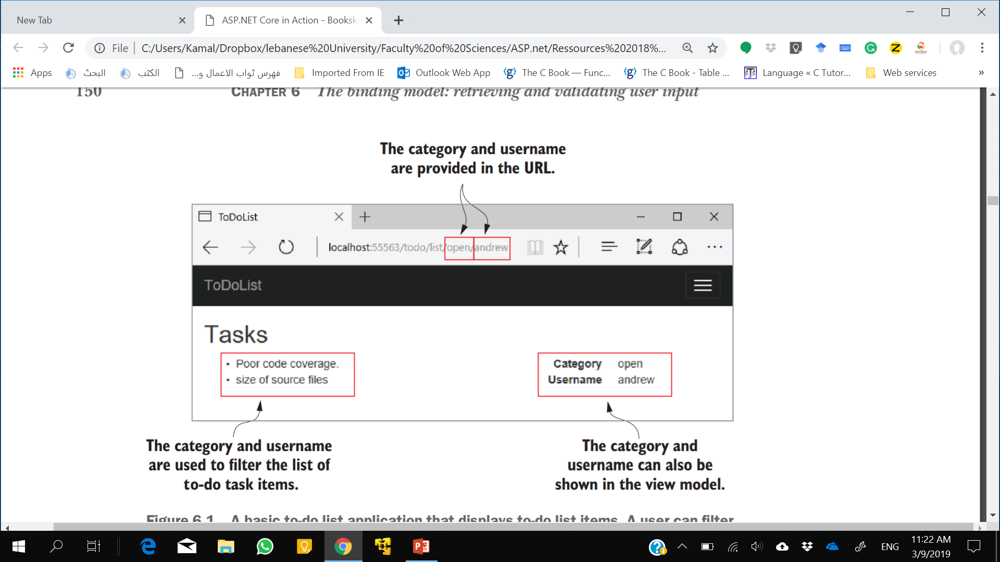 New Tab
ASP.NET Core in Action - Booksk
File C:/Users/Kamal/Dropbox/lebanese%20University/Faculty%20of%20Sciences/ASP.net/Ressources%202018%...
Apps البحث الكتب فهرس ثواب الاعمال و... Imported From IE Outlook Web App The C Book — Func... The C Book - Table ... Language « C Tutor... Web services »
150 CHAPTER 6 The binding model: retrieving and validating user input
The category and username
are provided in the URL.
ToDoList
localhost:55563/todo/list/open/andrew
ToDoList
Tasks
• Poor code coverage.
• size of source files
Category open
Username andrew
The category and username
are used to filter the list of
to-do task items.
The category and
username can also be
shown in the view model.
Figure 6.1 A basic to-do list application that displays to-do list items. A user can filter
ENG
11:22 AM
3/9/2019